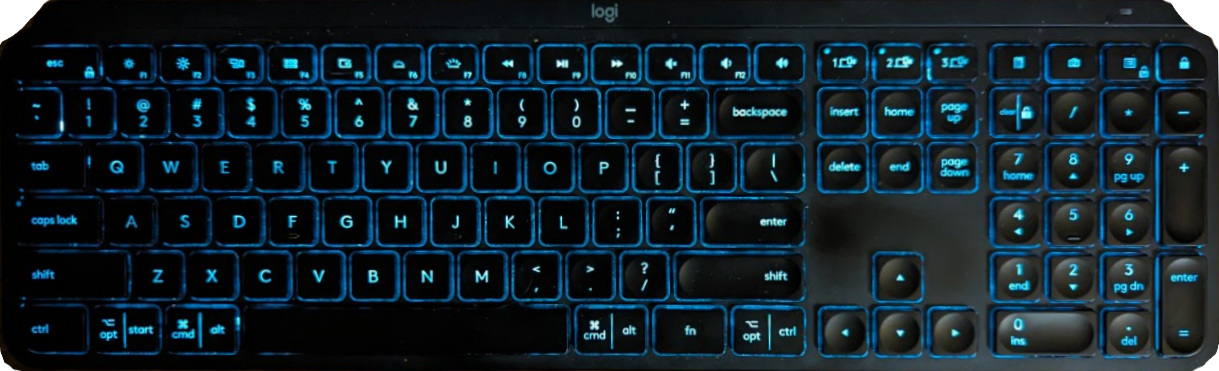 logi
esc F1 F2 F3 F4 F5 F6 F7 F8 F9 F10 F11 F12 1 2 3
~ ` ! 1 @ 2 # 3 $ 4 % 5 ^ 6 & 7 * 8 ( 9 ) 0 _ - + = backspace insert home page up clear / * -
tab Q W E R T Y U I O P { [ } ] | \ delete end page down 7 home 8 9 pg up +
caps lock A S D F G H J K L : ; " ' enter 4 5 6
shift Z X C V B N M < , > . ? / shift 1 end 2 3 pg dn enter =
ctrl opt start ⌘ cmd alt ⌘ cmd alt fn opt ctrl 0 ins . del